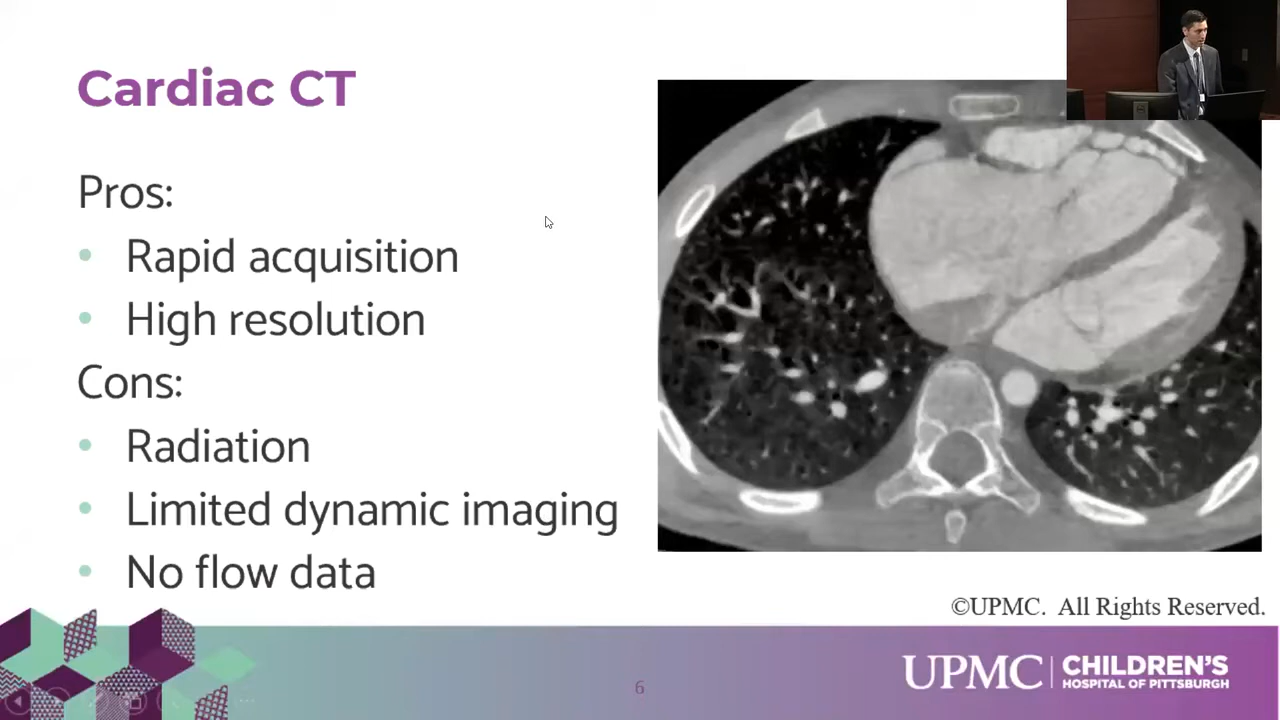 Cardiac CT
Pros:
• Rapid acquisition
• High resolution
Cons:
• Radiation
• Limited dynamic imaging
• No flow data
©UPMC. All Rights Reserved.
6
UPMC | CHILDREN'S
HOSPITAL OF PITTSBURGH